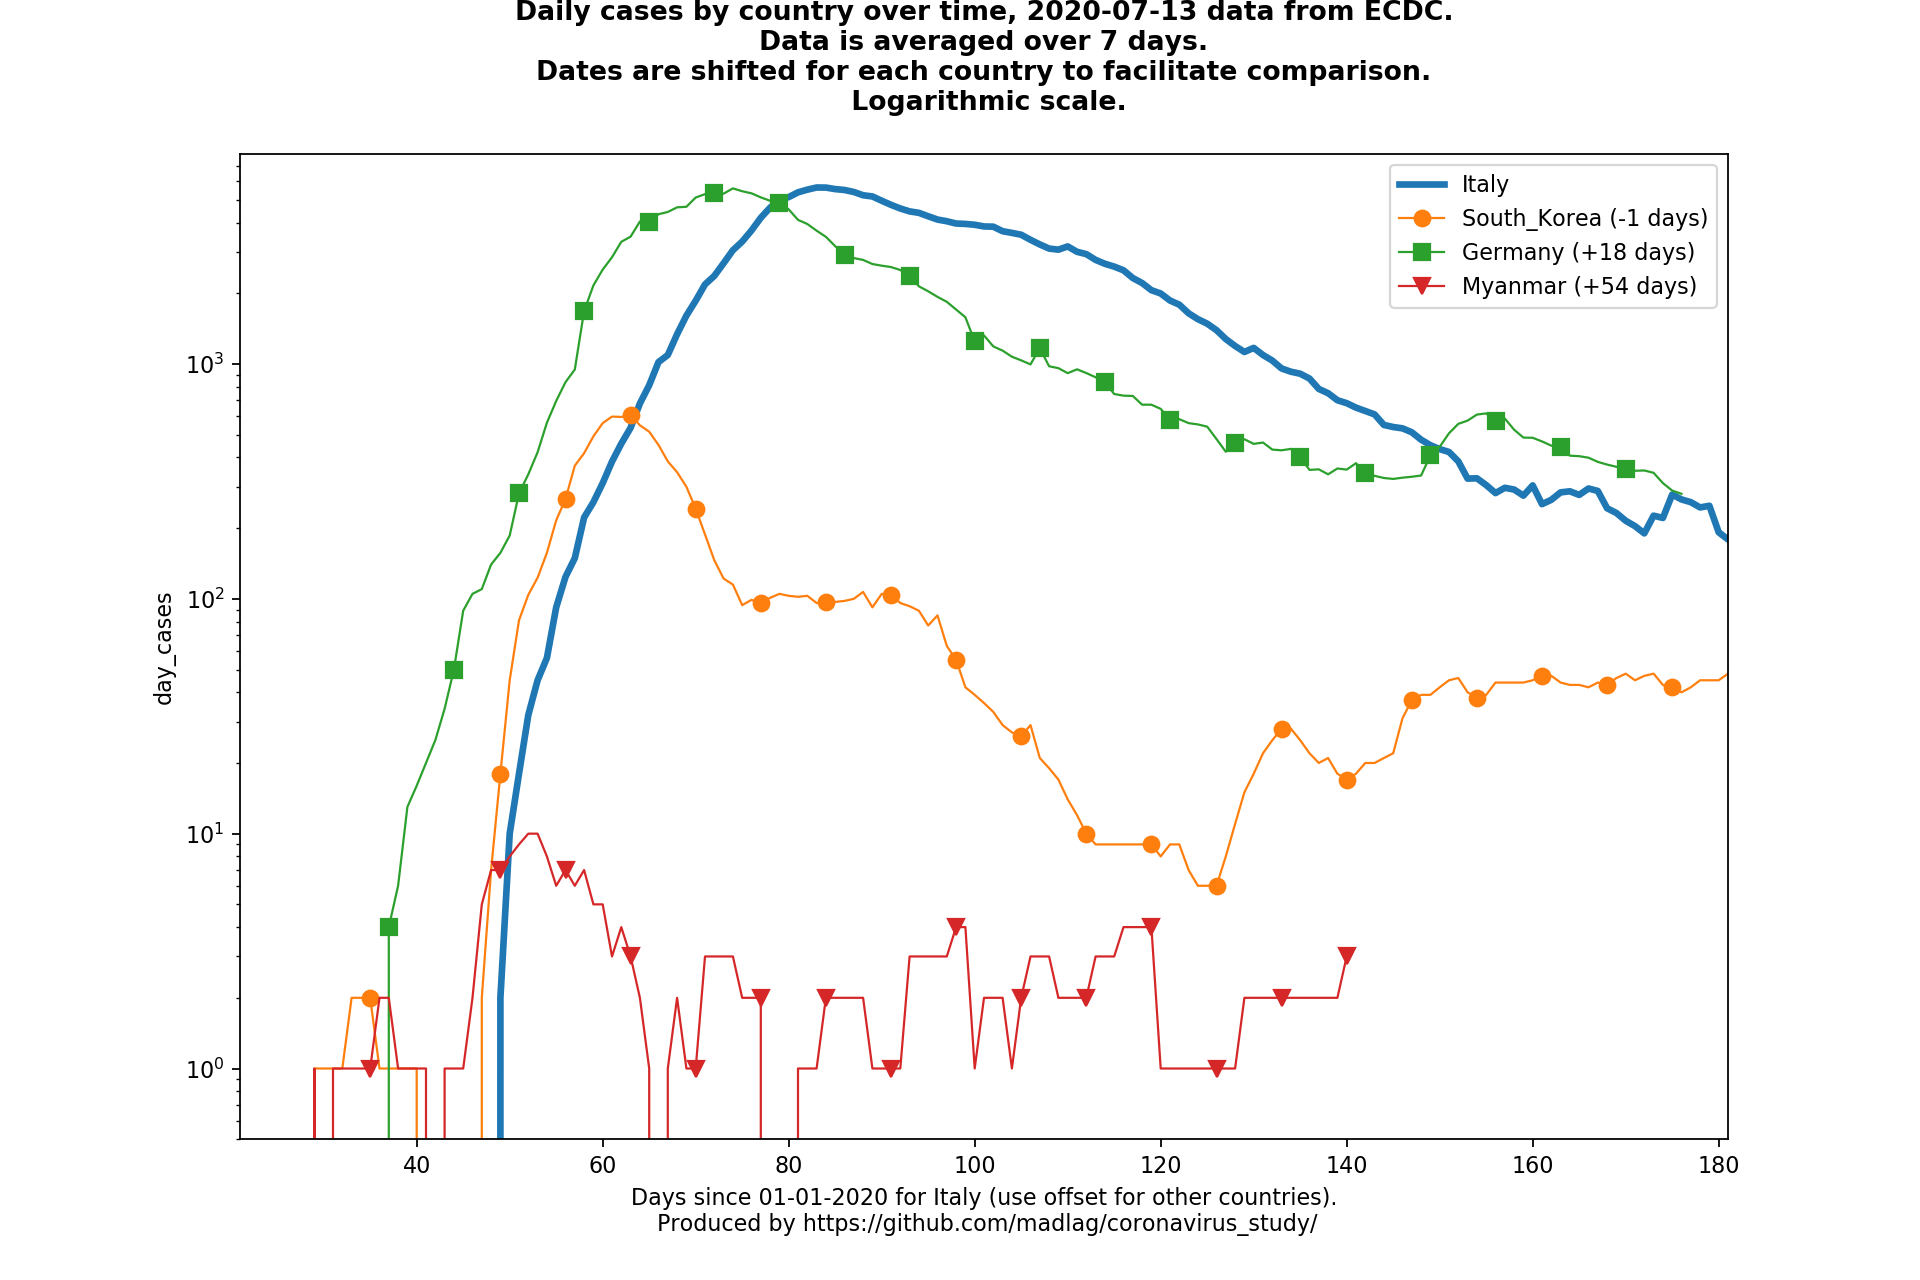 Daily cases by country over time, 2020-07-13 data from ECDC.
Data is averaged over 7 days.
Dates are shifted for each country to facilitate comparison.
Logarithmic scale.
Italy
South_Korea (-1 days)
Germany (+18 days)
Myanmar (+54 days)
day_cases
10³
10²
10¹
10⁰
40 60 80 100 120 140 160 180
Days since 01-01-2020 for Italy (use offset for other countries).
Produced by https://github.com/madlag/coronavirus_study/